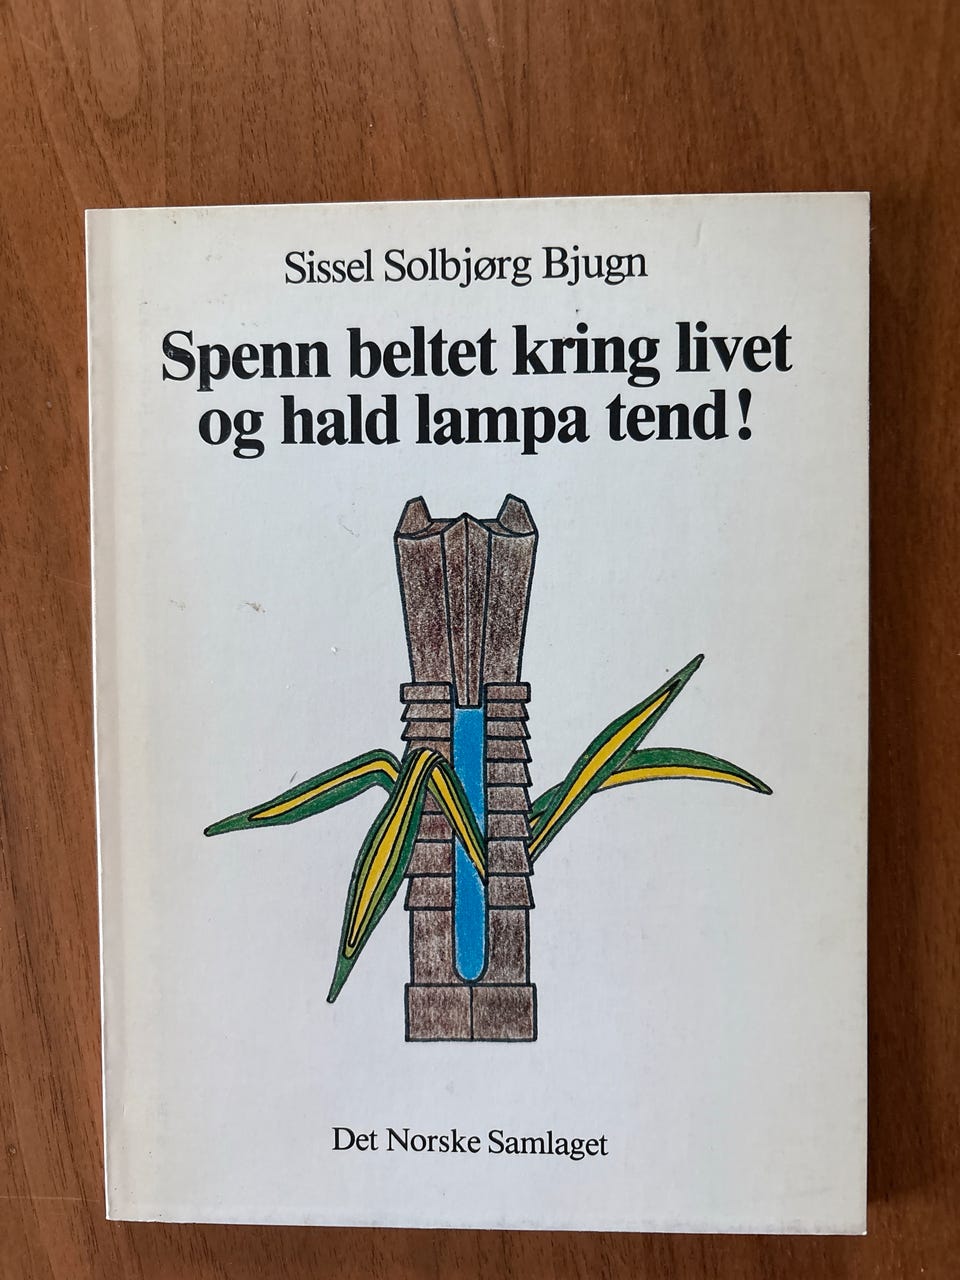 Sissel Solbjørg Bjugn
Spenn beltet kring livet
og hald lampa tend!
Det Norske Samlaget